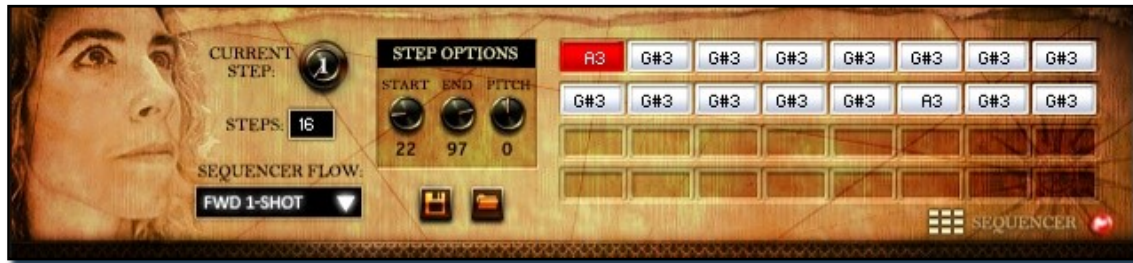 CURRENT
STEP:
1
STEPS: 16
SEQUENCER FLOW:
FWD 1-SHOT
STEP OPTIONS
START END PITCH
22 97 0
A3 G#3 G#3 G#3 G#3 G#3 G#3 G#3
G#3 G#3 G#3 G#3 G#3 A3 G#3 G#3
SEQUENCER